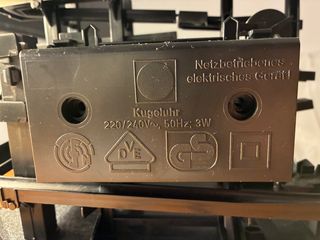 Netzbetriebenes
elektrisches Gerät
Kugeluhr
220/240V~, 50Hz; 3W
VDE
GS